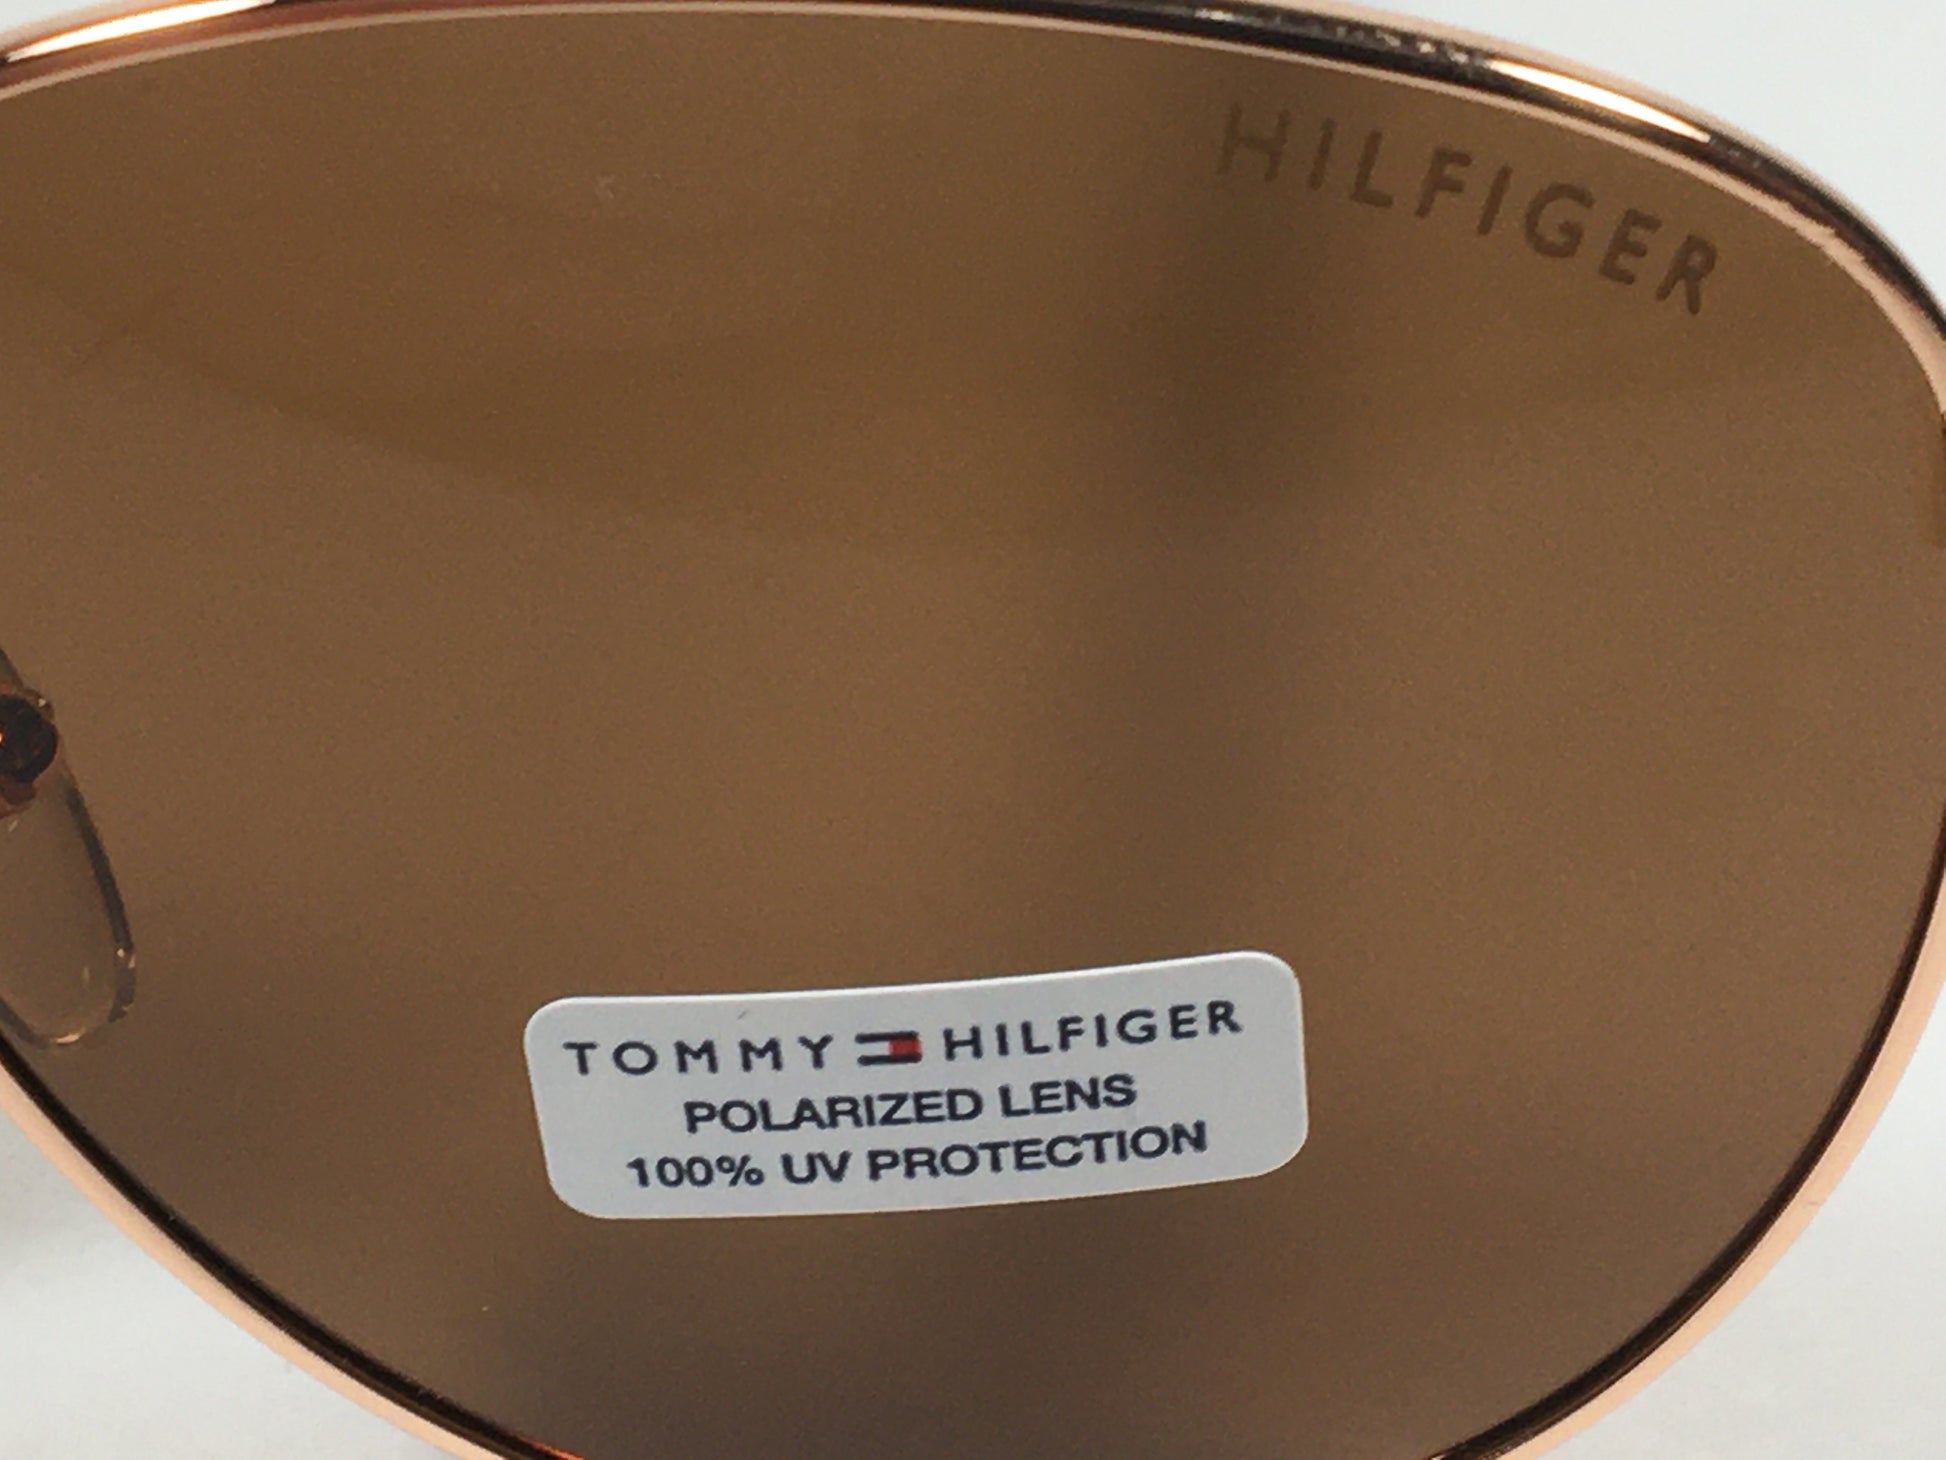 HILFIGER
TOMMY HILFIGER
POLARIZED LENS
100% UV PROTECTION